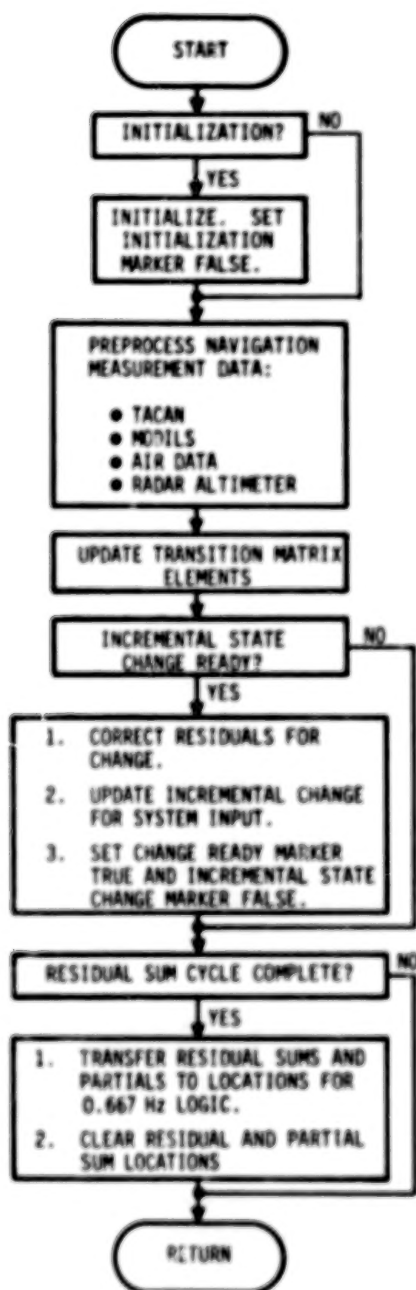 START
INITIALIZATION?
NO
YES
INITIALIZE. SET
INITIALIZATION
MARKER FALSE.
PREPROCESS NAVIGATION
MEASUREMENT DATA:
● TACAN
● MODILS
● AIR DATA
● RADAR ALTIMETER
UPDATE TRANSITION MATRIX
ELEMENTS
INCREMENTAL STATE
CHANGE READY?
NO
YES
1. CORRECT RESIDUALS FOR
CHANGE.
2. UPDATE INCREMENTAL CHANGE
FOR SYSTEM INPUT.
3. SET CHANGE READY MARKER
TRUE AND INCREMENTAL STATE
CHANGE MARKER FALSE.
RESIDUAL SUM CYCLE COMPLETE?
NO
YES
1. TRANSFER RESIDUAL SUMS AND
PARTIALS TO LOCATIONS FOR
0.667 Hz LOGIC.
2. CLEAR RESIDUAL AND PARTIAL
SUM LOCATIONS
RETURN